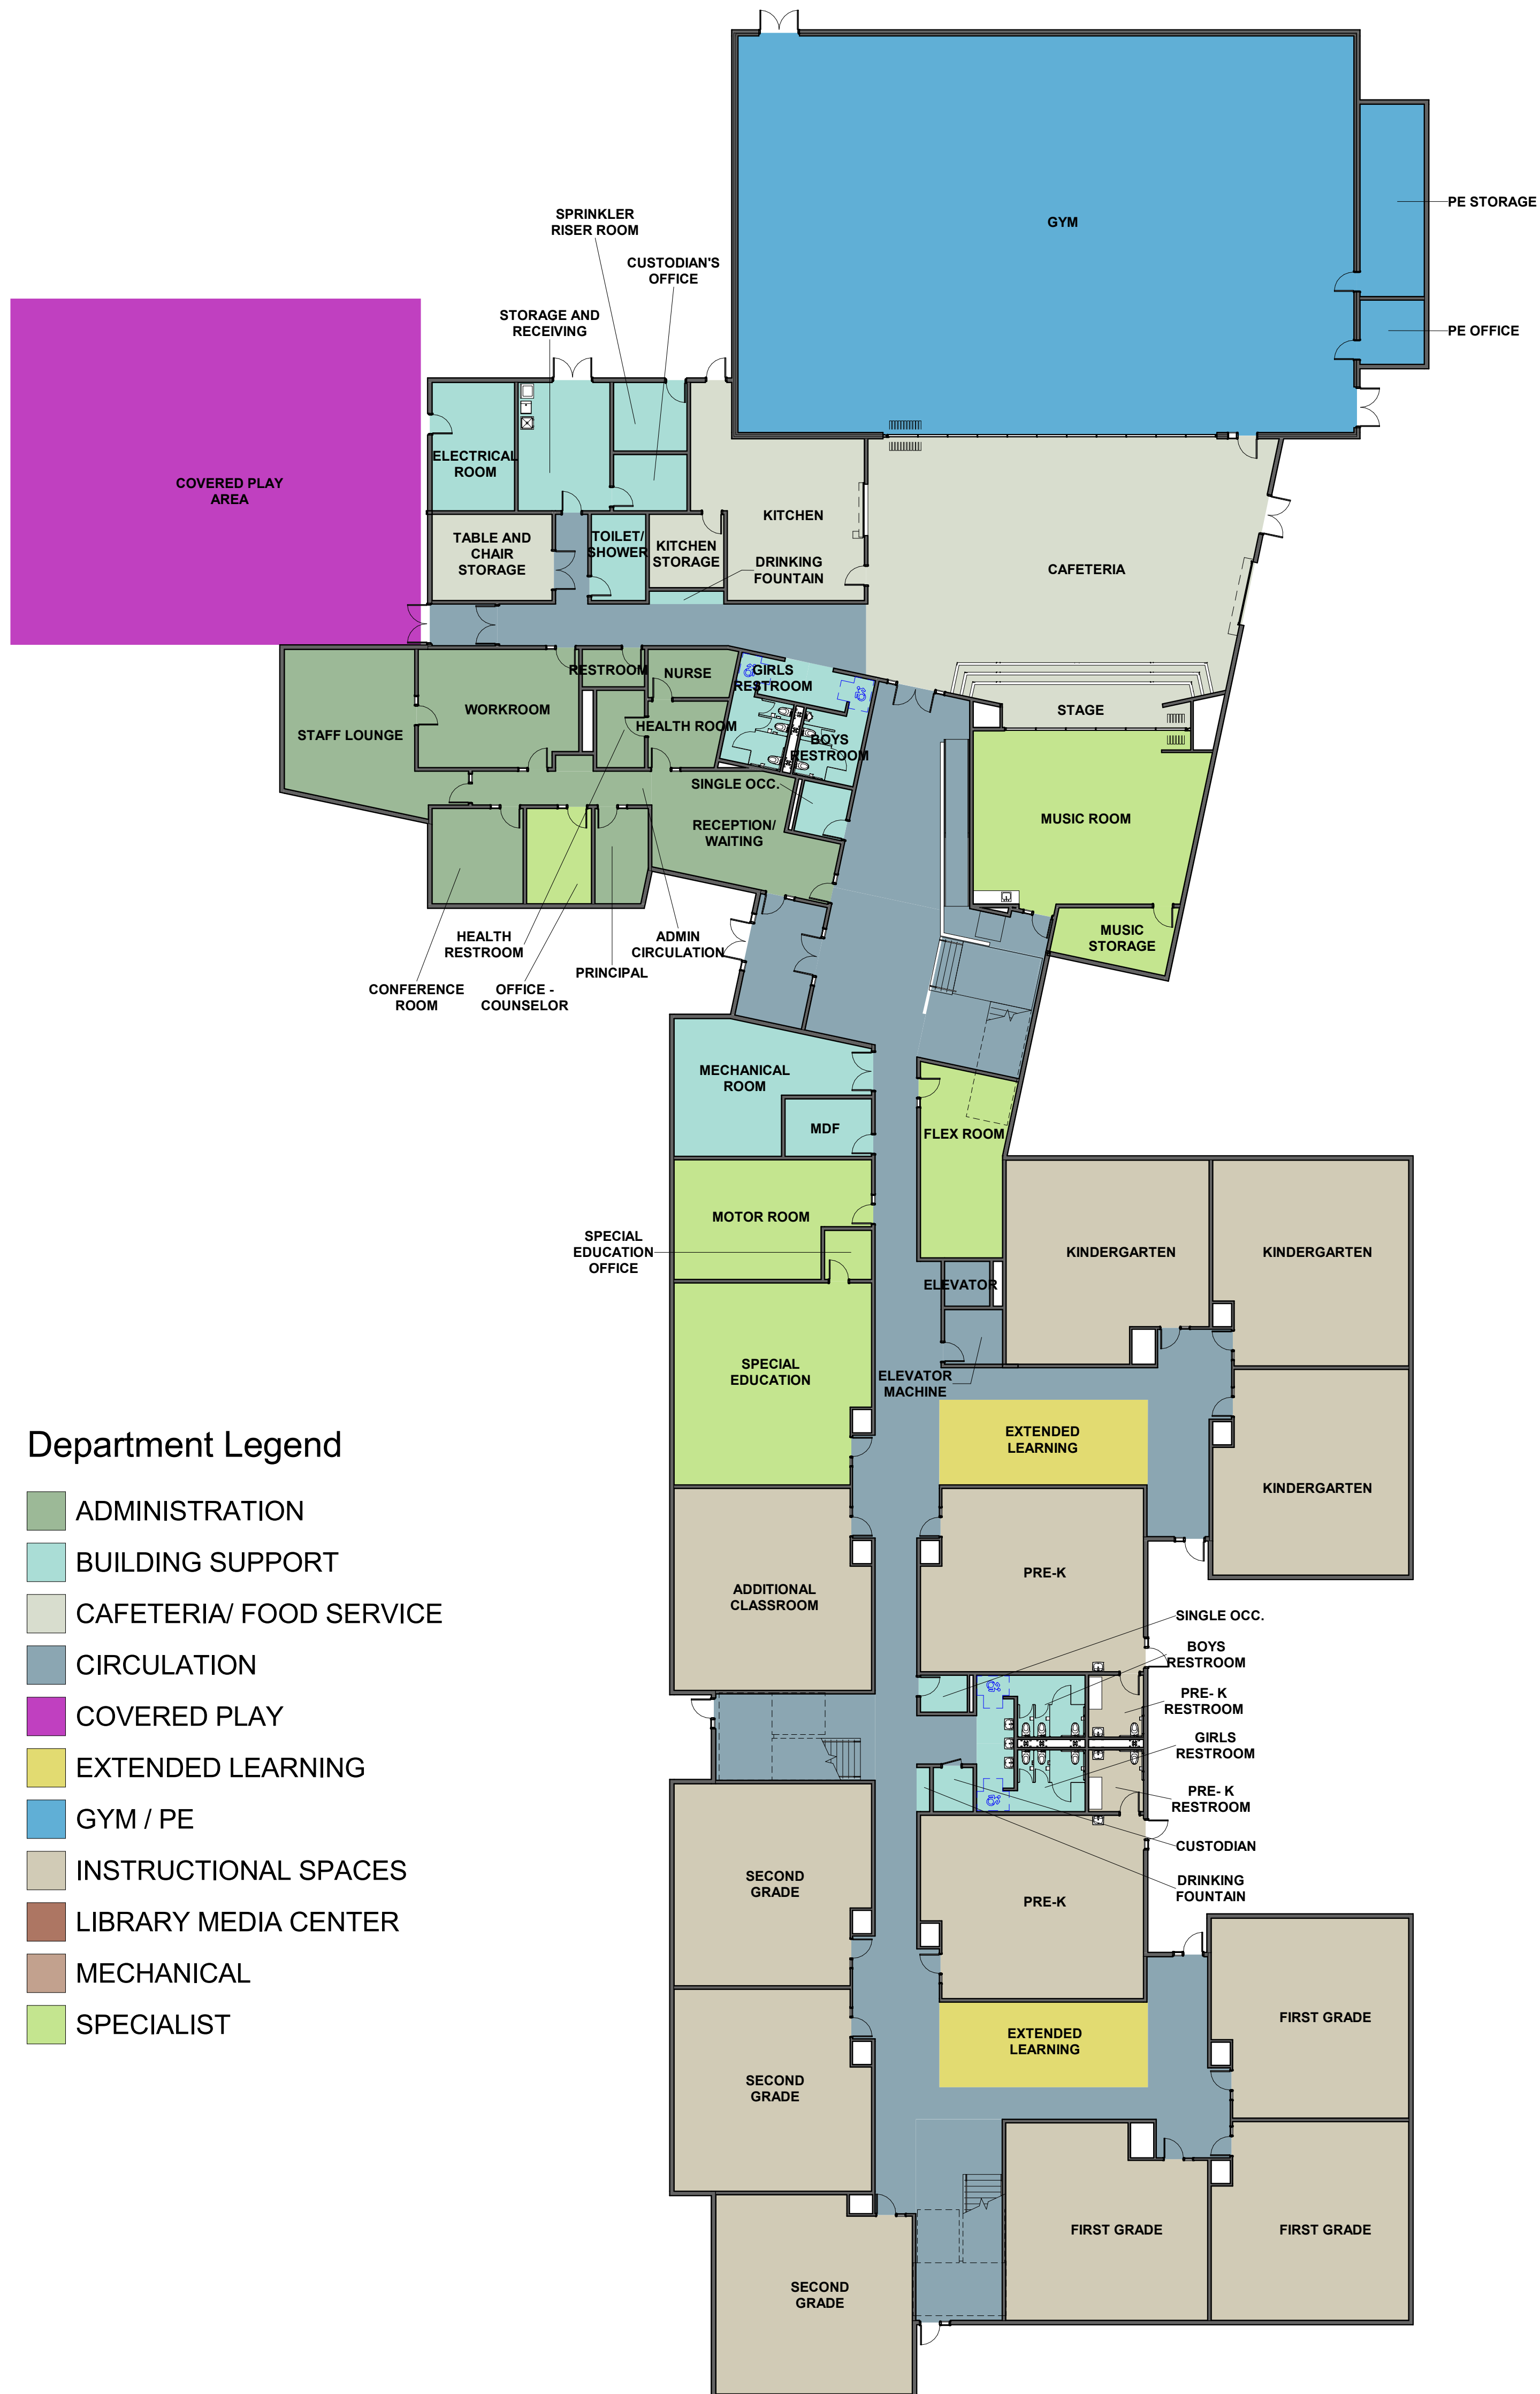 GYM
PE STORAGE
PE OFFICE
SPRINKLER
RISER ROOM
CUSTODIAN'S
OFFICE
STORAGE AND
RECEIVING
COVERED PLAY
AREA
ELECTRICAL
ROOM
TABLE AND
CHAIR
STORAGE
TOILET/
SHOWER
KITCHEN
STORAGE
KITCHEN
DRINKING
FOUNTAIN
CAFETERIA
STAGE
STAFF LOUNGE
WORKROOM
RESTROOM
NURSE
HEALTH ROOM
GIRLS
RESTROOM
BOYS
RESTROOM
SINGLE OCC.
RECEPTION/
WAITING
MUSIC ROOM
MUSIC
STORAGE
HEALTH
RESTROOM
ADMIN
CIRCULATION
PRINCIPAL
CONFERENCE
ROOM
OFFICE -
COUNSELOR
MECHANICAL
ROOM
MDF
FLEX ROOM
MOTOR ROOM
SPECIAL
EDUCATION
OFFICE
KINDERGARTEN
KINDERGARTEN
ELEVATOR
SPECIAL
EDUCATION
ELEVATOR
MACHINE
EXTENDED
LEARNING
KINDERGARTEN
ADDITIONAL
CLASSROOM
PRE-K
SINGLE OCC.
BOYS
RESTROOM
PRE- K
RESTROOM
GIRLS
RESTROOM
PRE- K
RESTROOM
CUSTODIAN
DRINKING
FOUNTAIN
SECOND
GRADE
PRE-K
FIRST GRADE
EXTENDED
LEARNING
SECOND
GRADE
FIRST GRADE
FIRST GRADE
SECOND
GRADE
Department Legend
ADMINISTRATION
BUILDING SUPPORT
CAFETERIA/ FOOD SERVICE
CIRCULATION
COVERED PLAY
EXTENDED LEARNING
GYM / PE
INSTRUCTIONAL SPACES
LIBRARY MEDIA CENTER
MECHANICAL
SPECIALIST